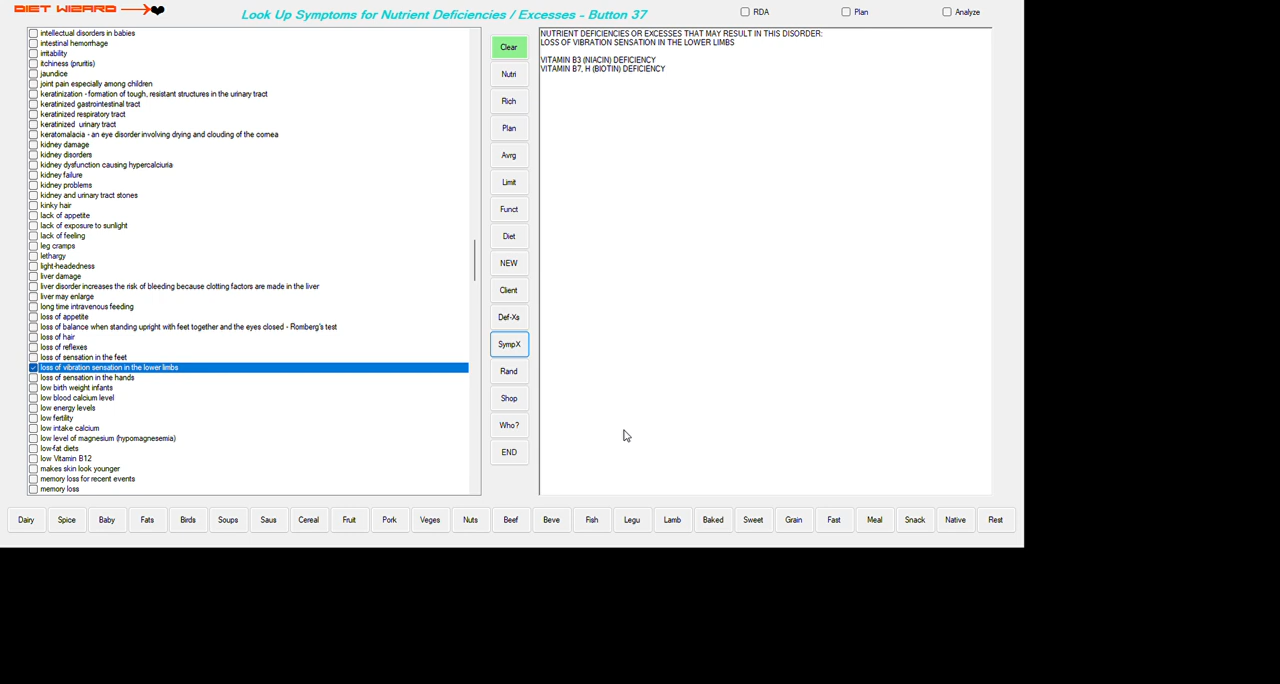 DIET WIZARD
Look Up Symptoms for Nutrient Deficiencies / Excesses - Button 37
RDA
Plan
Analyze
intellectual disorders in babies
intestinal hemorrhage
irritability
itchiness (pruritis)
jaundice
joint pain especially among children
keratinization - formation of tough, resistant structures in the urinary tract
keratinized gastrointestinal tract
keratinized respiratory tract
keratinized  urinary tract
keratomalacia - an eye disorder involving drying and clouding of the cornea
kidney damage
kidney disorders
kidney dysfunction causing hypercalciuria
kidney failure
kidney problems
kidney and urinary tract stones
kinky hair
lack of appetite
lack of exposure to sunlight
lack of feeling
leg cramps
lethargy
light-headedness
liver damage
liver disorder increases the risk of bleeding because clotting factors are made in the liver
liver may enlarge
long time intravenous feeding
loss of appetite
loss of balance when standing upright with feet together and the eyes closed - Romberg's test
loss of hair
loss of reflexes
loss of sensation in the feet
loss of vibration sensation in the lower limbs
loss of sensation in the hands
low birth weight infants
low blood calcium level
low energy levels
low fertility
low intake calcium
low level of magnesium (hypomagnesemia)
low-fat diets
low Vitamin B12
makes skin look younger
memory loss for recent events
memory loss
Clear
Nutri
Rich
Plan
Avrg
Limit
Funct
Diet
NEW
Client
Def-Xs
SympX
Rand
Shop
Who?
END
NUTRIENT DEFICIENCIES OR EXCESSES THAT MAY RESULT IN THIS DISORDER:
LOSS OF VIBRATION SENSATION IN THE LOWER LIMBS
VITAMIN B3 (NIACIN) DEFICIENCY
VITAMIN B7, H (BIOTIN) DEFICIENCY
Dairy
Spice
Baby
Fats
Birds
Soups
Saus
Cereal
Fruit
Pork
Veges
Nuts
Beef
Beve
Fish
Legu
Lamb
Baked
Sweet
Grain
Fast
Meal
Snack
Native
Rest